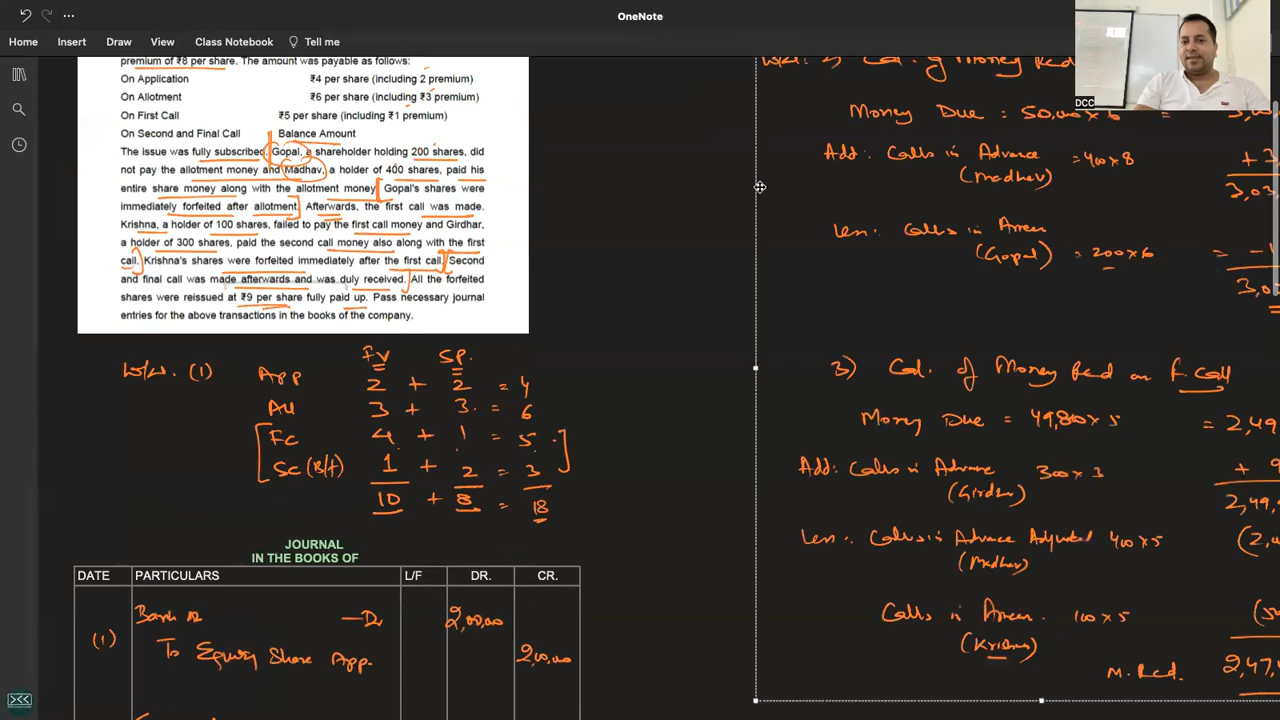 OneNote
Home Insert Draw View Class Notebook Tell me
DCC
premium of ₹8 per share. The amount was payable as follows:
On Application ₹4 per share (including 2 premium)
On Allotment ₹6 per share (including ₹3 premium)
On First Call ₹5 per share (including ₹1 premium)
On Second and Final Call Balance Amount
The issue was fully subscribed. Gopal, a shareholder holding 200 shares, did
not pay the allotment money and Madhav, a holder of 400 shares, paid his
entire share money along with the allotment money. Gopal's shares were
immediately forfeited after allotment. Afterwards, the first call was made.
Krishna, a holder of 100 shares, failed to pay the first call money and Girdhar,
a holder of 300 shares, paid the second call money also along with the first
call. Krishna's shares were forfeited immediately after the first call. Second
and final call was made afterwards and was duly received. All the forfeited
shares were reissued at ₹9 per share fully paid up. Pass necessary journal
entries for the above transactions in the books of the company.
FV SP.
W/N. (1) App 2 + 2 = 4
All 3 + 3 = 6
FC 4 + 1 = 5
SC (B/f) 1 + 2 = 3
10 + 8 = 18
JOURNAL
IN THE BOOKS OF
DATE PARTICULARS L/F DR. CR.
(1) Bank A/c —Dr 2,00,000
To Equity Share App. 2,00,000
2) Cal. of Money Recd
Money Due = 50,000 x 6 =
Add: Calls in Advance = 400 x 8
(Madhav)
3,03,
Less: Calls in Arrear
(Gopal) = 200 x 6 =
3) Cal. of Money Recd on F. Call
Money Due = 49,800 x 5 = 2,49
Add: Calls in Advance 300 x 3 + 9
(Girdhar)
2,49,
Less: Calls in Advance Adjusted 400 x 5 (2,0
(Madhav)
Calls in Arrear. 100 x 5
(Krishna)
M. Recd. 2,47,